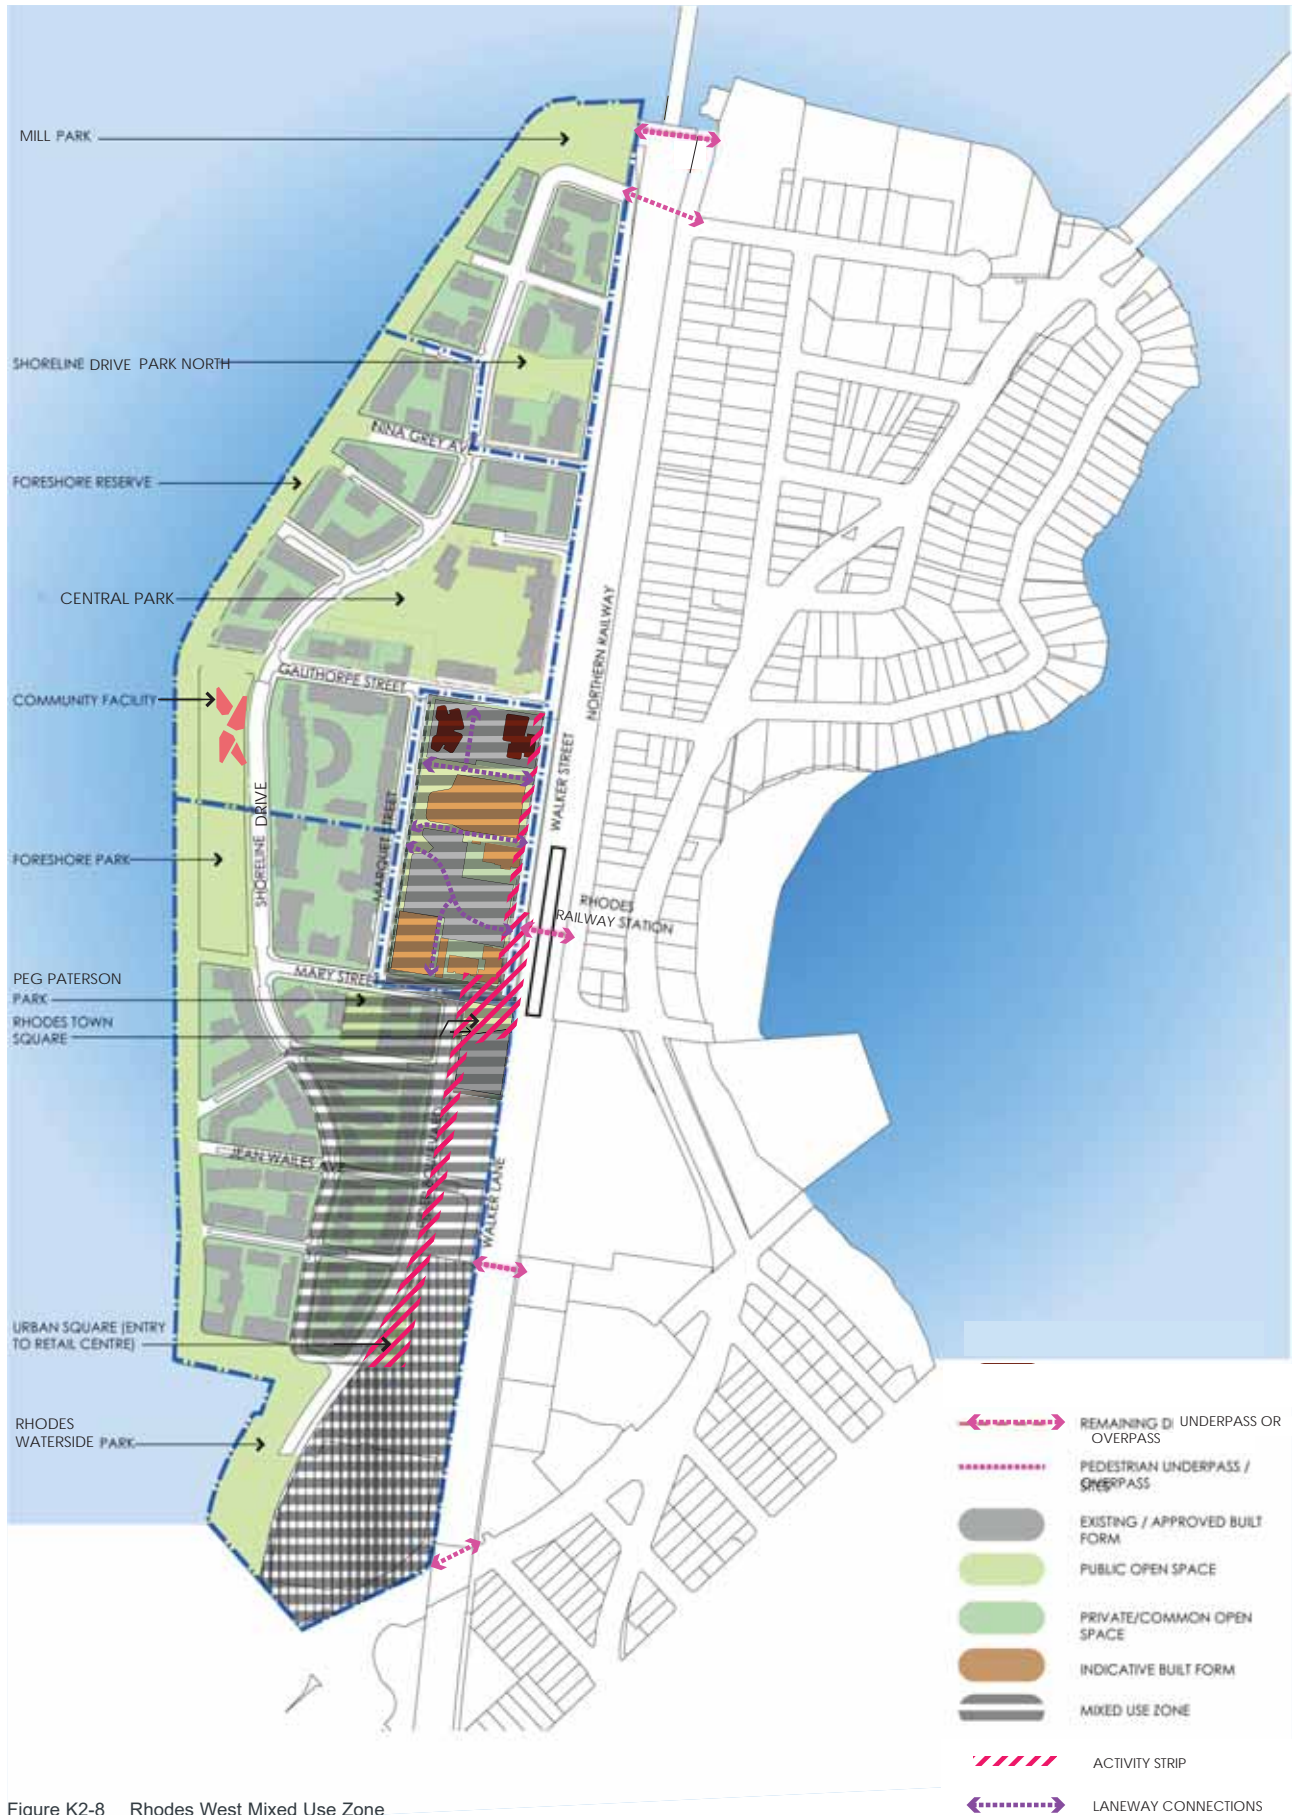 MILL PARK
SHORELINE DRIVE PARK NORTH
NINA GREY AVE
FORESHORE RESERVE
CENTRAL PARK
NORTHERN RAILWAY
GAUTHORPE STREET
COMMUNITY FACILITY
WALKER STREET
SHORELINE DRIVE
MARQUET STREET
FORESHORE PARK
RHODES
RAILWAY STATION
MARY STREET
PEG PATERSON
PARK
RHODES TOWN
SQUARE
JEAN WAILES AVE
WALKER LANE
URBAN SQUARE (ENTRY
TO RETAIL CENTRE)
RHODES
WATERSIDE PARK
REMAINING D UNDERPASS OR
OVERPASS
PEDESTRIAN UNDERPASS /
OVERPASS
EXISTING / APPROVED BUILT
FORM
PUBLIC OPEN SPACE
PRIVATE/COMMON OPEN
SPACE
INDICATIVE BUILT FORM
MIXED USE ZONE
ACTIVITY STRIP
LANEWAY CONNECTIONS
Figure K2-8 Rhodes West Mixed Use Zone